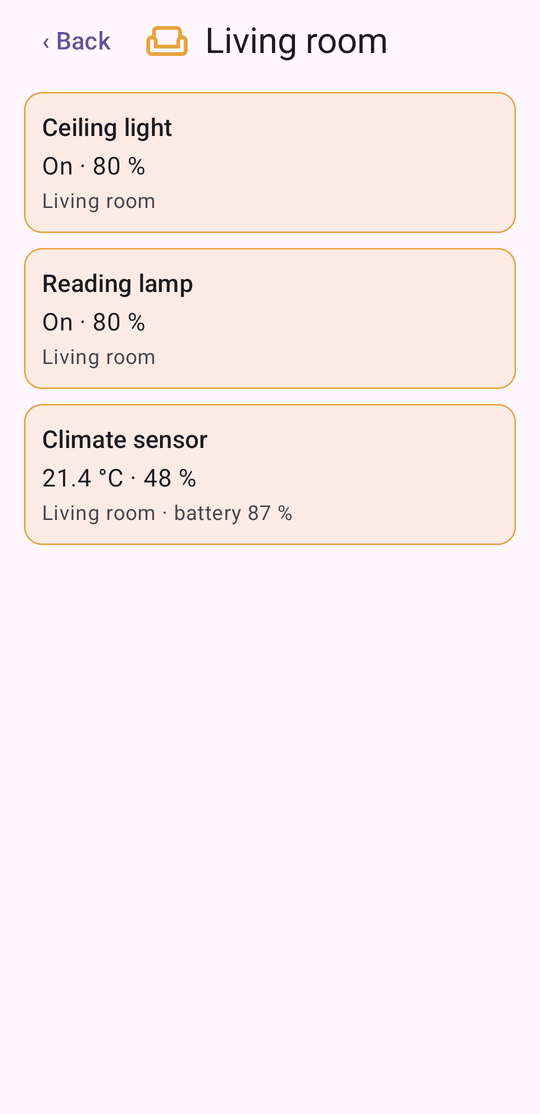 ‹ Back Living room
Ceiling light
On · 80 %
Living room
Reading lamp
On · 80 %
Living room
Climate sensor
21.4 °C · 48 %
Living room · battery 87 %